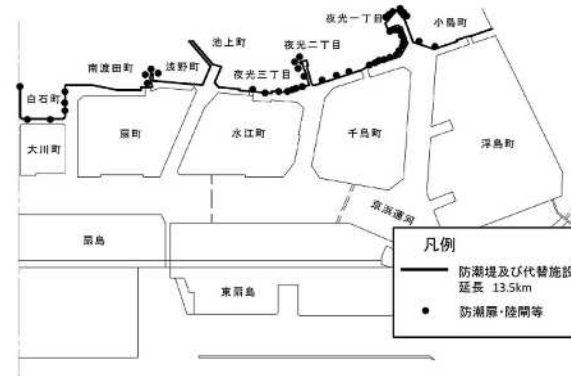 夜光一丁目
小島町
池上町
夜光二丁目
南渡田町
浅野町
夜光三丁目
白石町
大川町
扇町
水江町
千鳥町
浮島町
京浜運河
扇島
東扇島
凡例
防潮堤及び代替施設
延長 13.5km
防潮扉・陸閘等